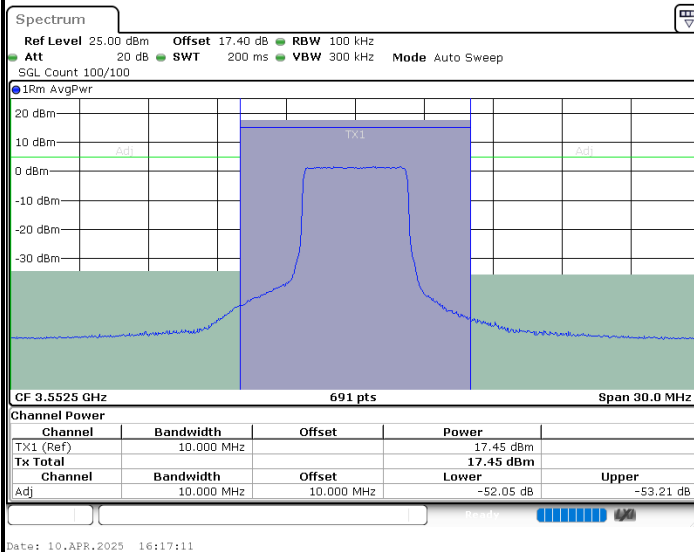 Spectrum
Ref Level 25.00 dBm Offset 17.40 dB RBW 100 kHz
Att 20 dB SWT 200 ms VBW 300 kHz Mode Auto Sweep
SGL Count 100/100
1Rm AvgPwr
20 dBm
TX1
10 dBm
Adj Adj
0 dBm
-10 dBm
-20 dBm
-30 dBm
CF 3.5525 GHz 691 pts Span 30.0 MHz
Channel Power
Channel Bandwidth Offset Power
TX1 (Ref) 10.000 MHz 17.45 dBm
Tx Total 17.45 dBm
Channel Bandwidth Offset Lower Upper
Adj 10.000 MHz 10.000 MHz -52.05 dB -53.21 dB
Ready
Date: 10.APR.2025 16:17:11